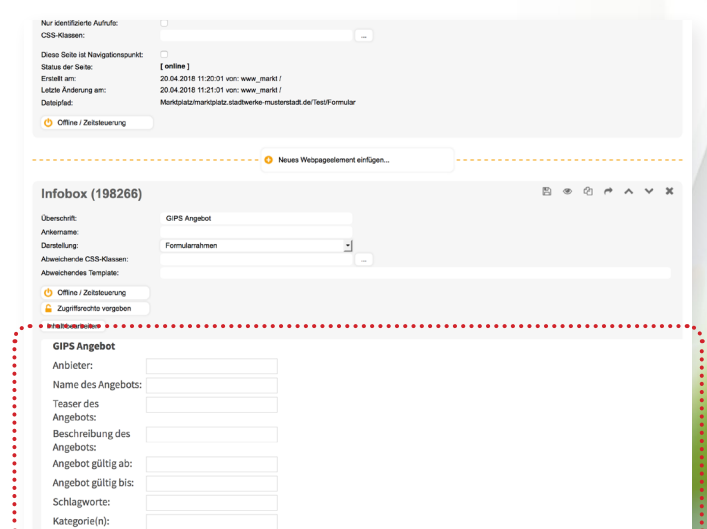 Nur identifizierte Aufrufe:
CSS-Klassen:
...
Diese Seite ist Navigationspunkt:
Status der Seite: [ online ]
Erstellt am: 20.04.2018 11:20:01 von: www_markt /
Letzte Änderung am: 20.04.2018 11:21:01 von: www_markt /
Dateipfad: Marktplatz/marktplatz.stadtwerke-musterstadt.de/Test/Formular
Offline / Zeitsteuerung
Neues Webpageelement einfügen...
Infobox (198266)
Überschrift: GIPS Angebot
Ankername:
Darstellung: Formularrahmen
Abweichende CSS-Klassen:
...
Abweichendes Template:
Offline / Zeitsteuerung
Zugriffsrechte vergeben
Inhalt bearbeiten
GIPS Angebot
Anbieter:
Name des Angebots:
Teaser des
Angebots:
Beschreibung des
Angebots:
Angebot gültig ab:
Angebot gültig bis:
Schlagworte:
Kategorie(n):